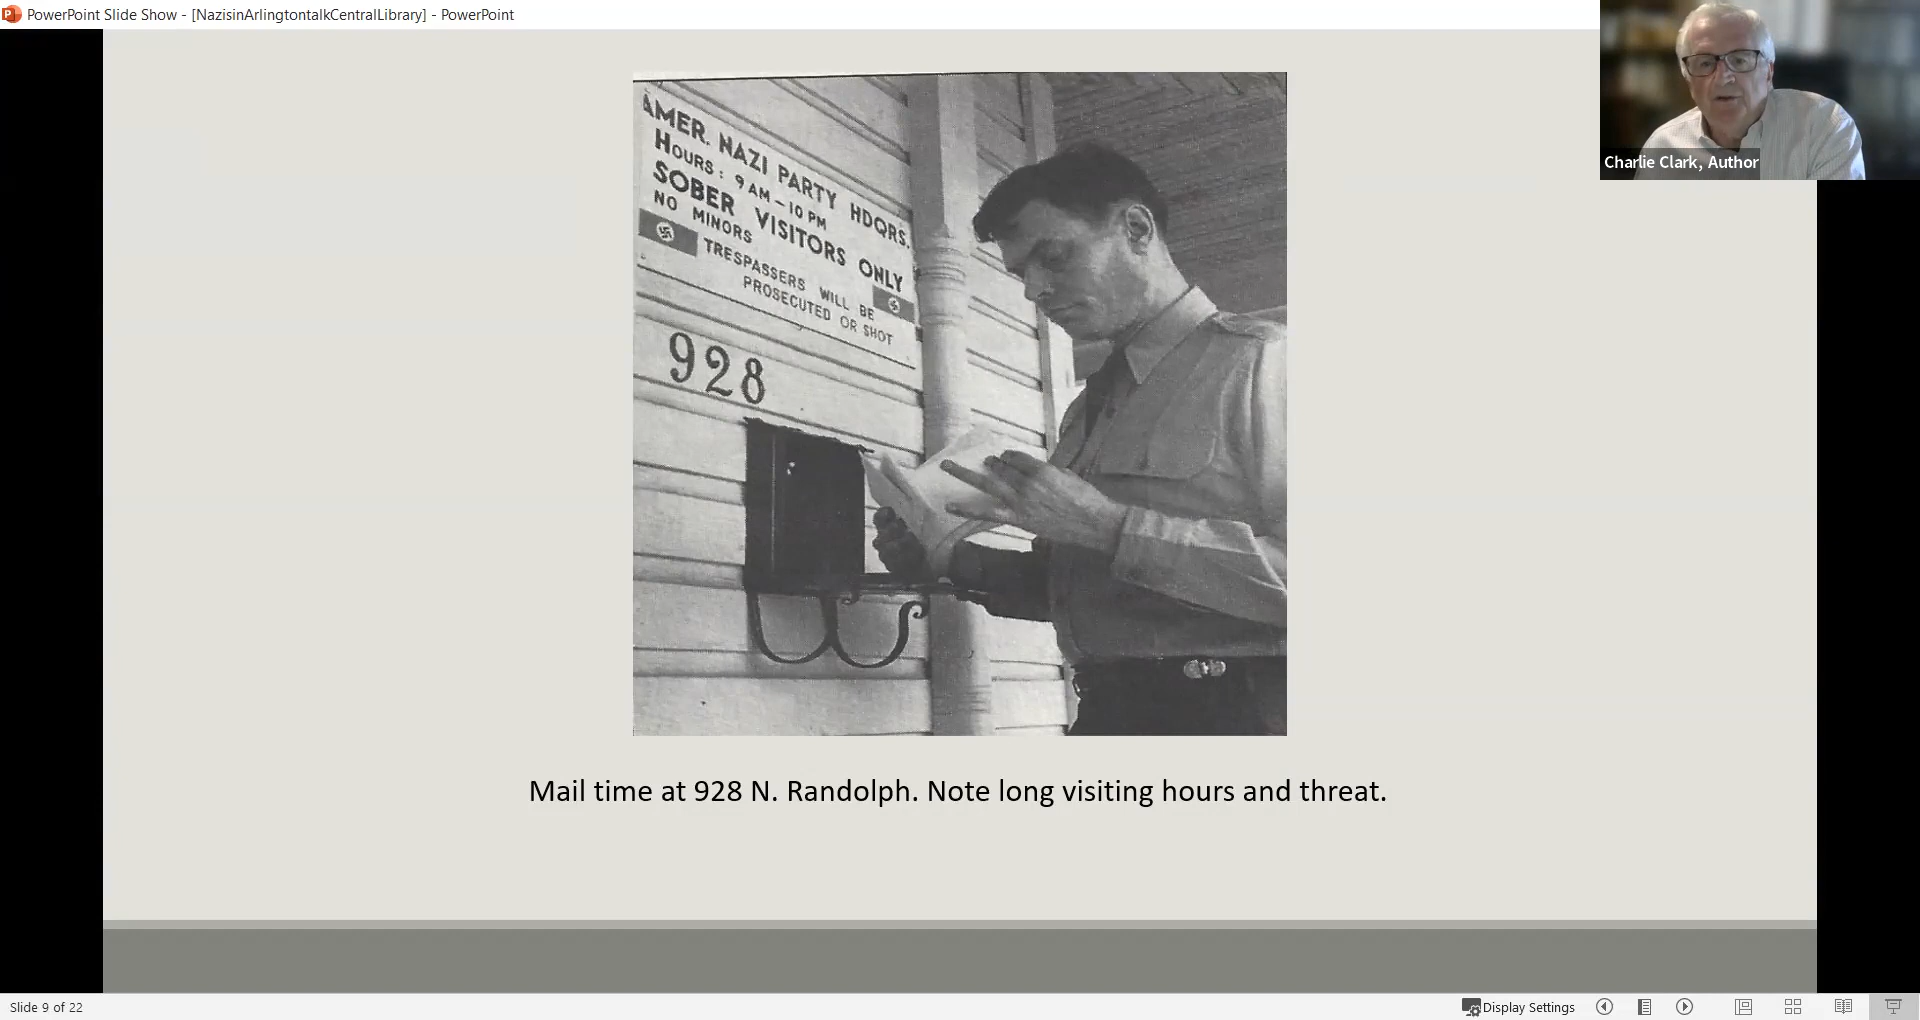 PowerPoint Slide Show - [NazisinArlingtontalkCentralLibrary] - PowerPoint
Charlie Clark, Author
AMER. NAZI PARTY HDQRS.
HOURS: 9 AM - 10 PM
SOBER VISITORS ONLY
NO MINORS
TRESPASSERS WILL BE
PROSECUTED OR SHOT
928
Mail time at 928 N. Randolph. Note long visiting hours and threat.
Slide 9 of 22
Display Settings